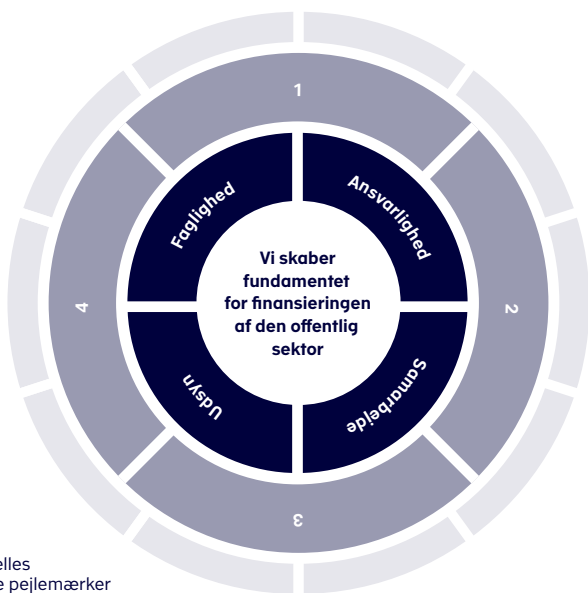 1
Faglighed
Ansvarlighed
Vi skaber
fundamentet
for finansieringen
af den offentlig
sektor
4
2
Udsyn
Samarbejde
3
elles
e pejlemærker